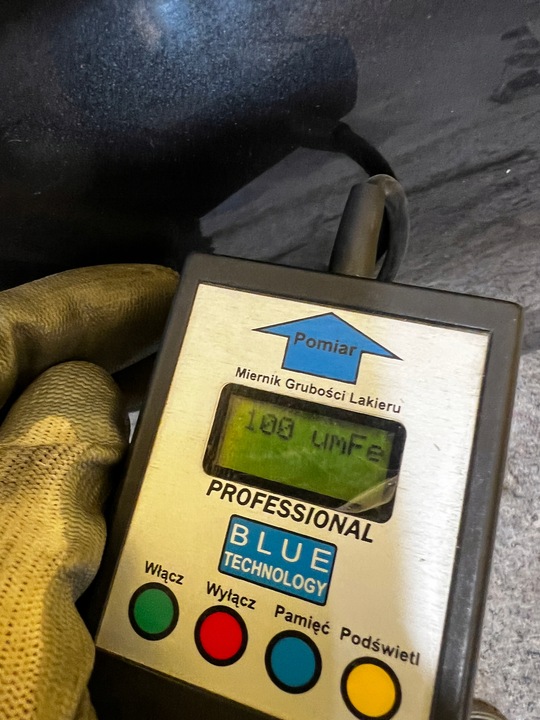 Pomiar
Miernik Grubości Lakieru
100 umFe
PROFESSIONAL
BLUE
TECHNOLOGY
Włącz Wyłącz Pamięć Podświetl